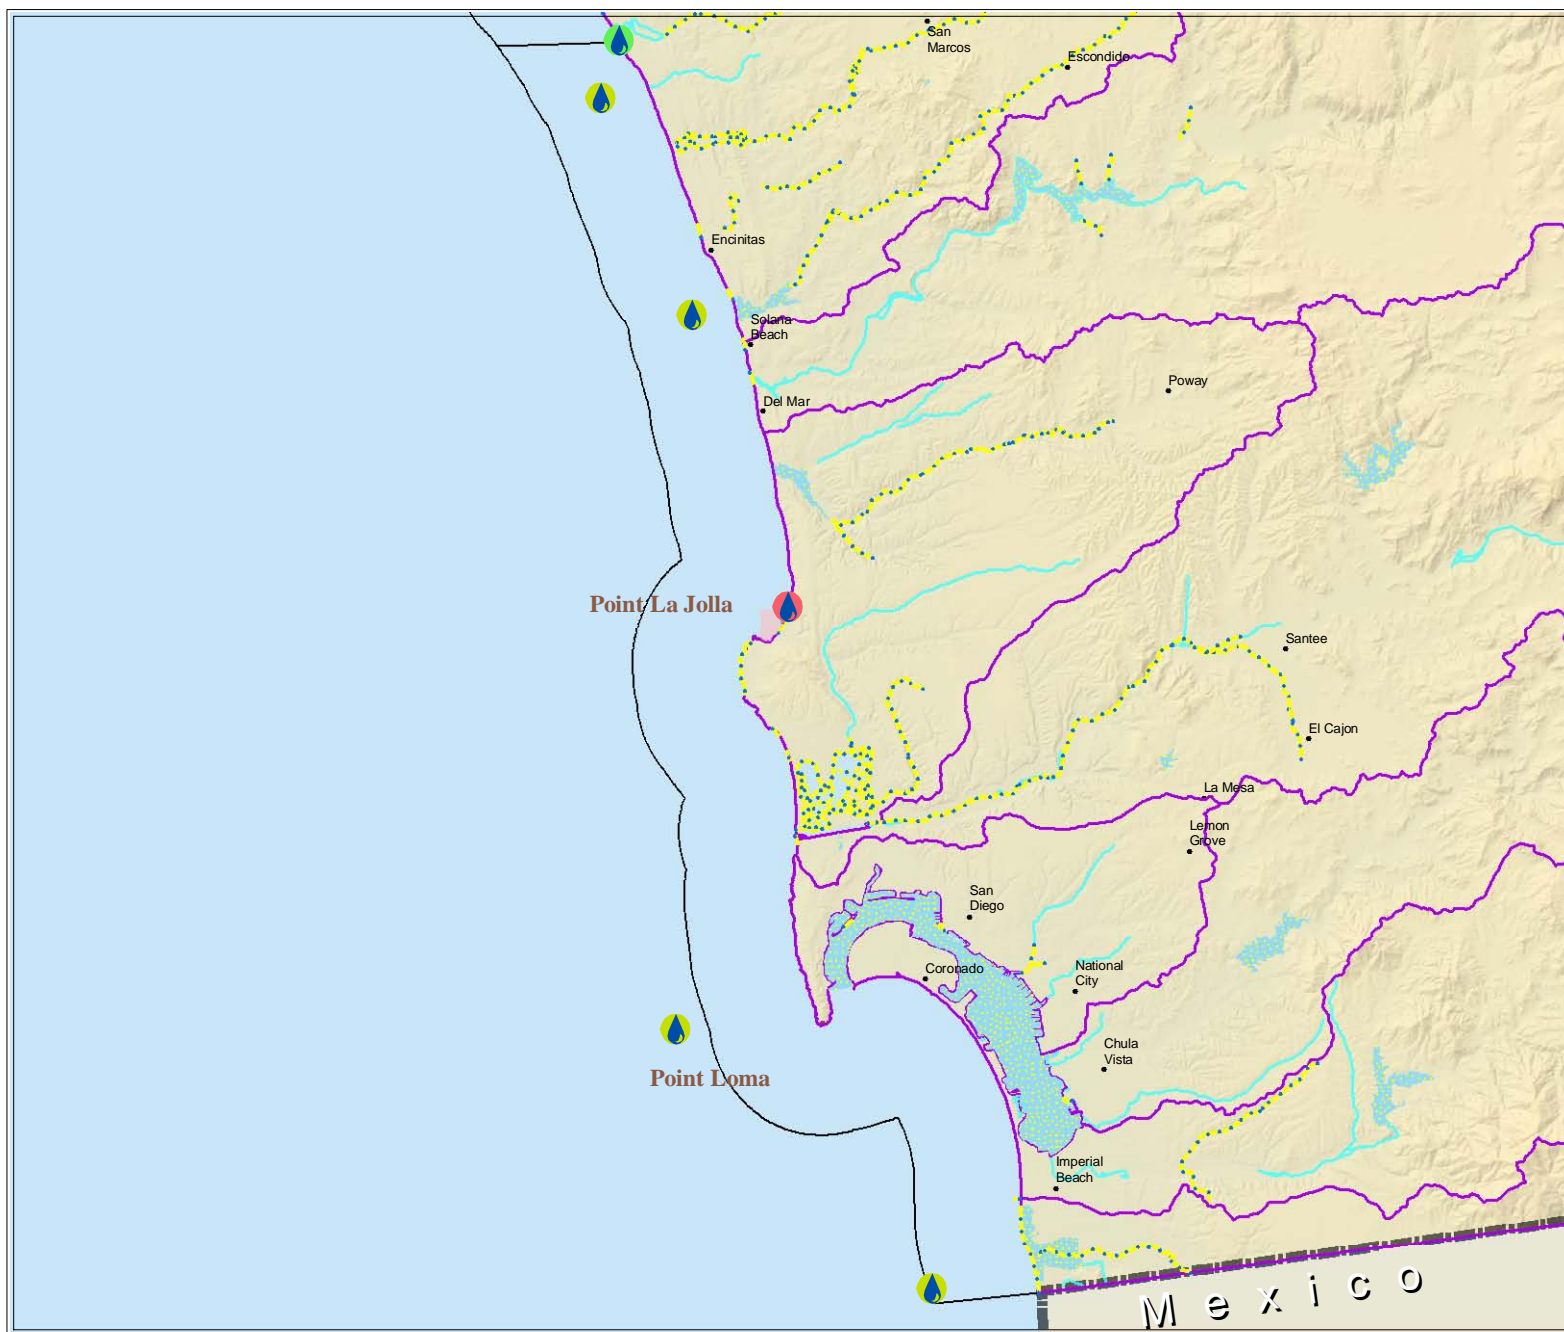 San
Marcos
Escondido
Encinitas
Solana
Beach
Poway
Del Mar
Point La Jolla
Santee
El Cajon
La Mesa
Lemon
Grove
San
Diego
Coronado
National
City
Point Loma
Chula
Vista
Imperial
Beach
Mexico